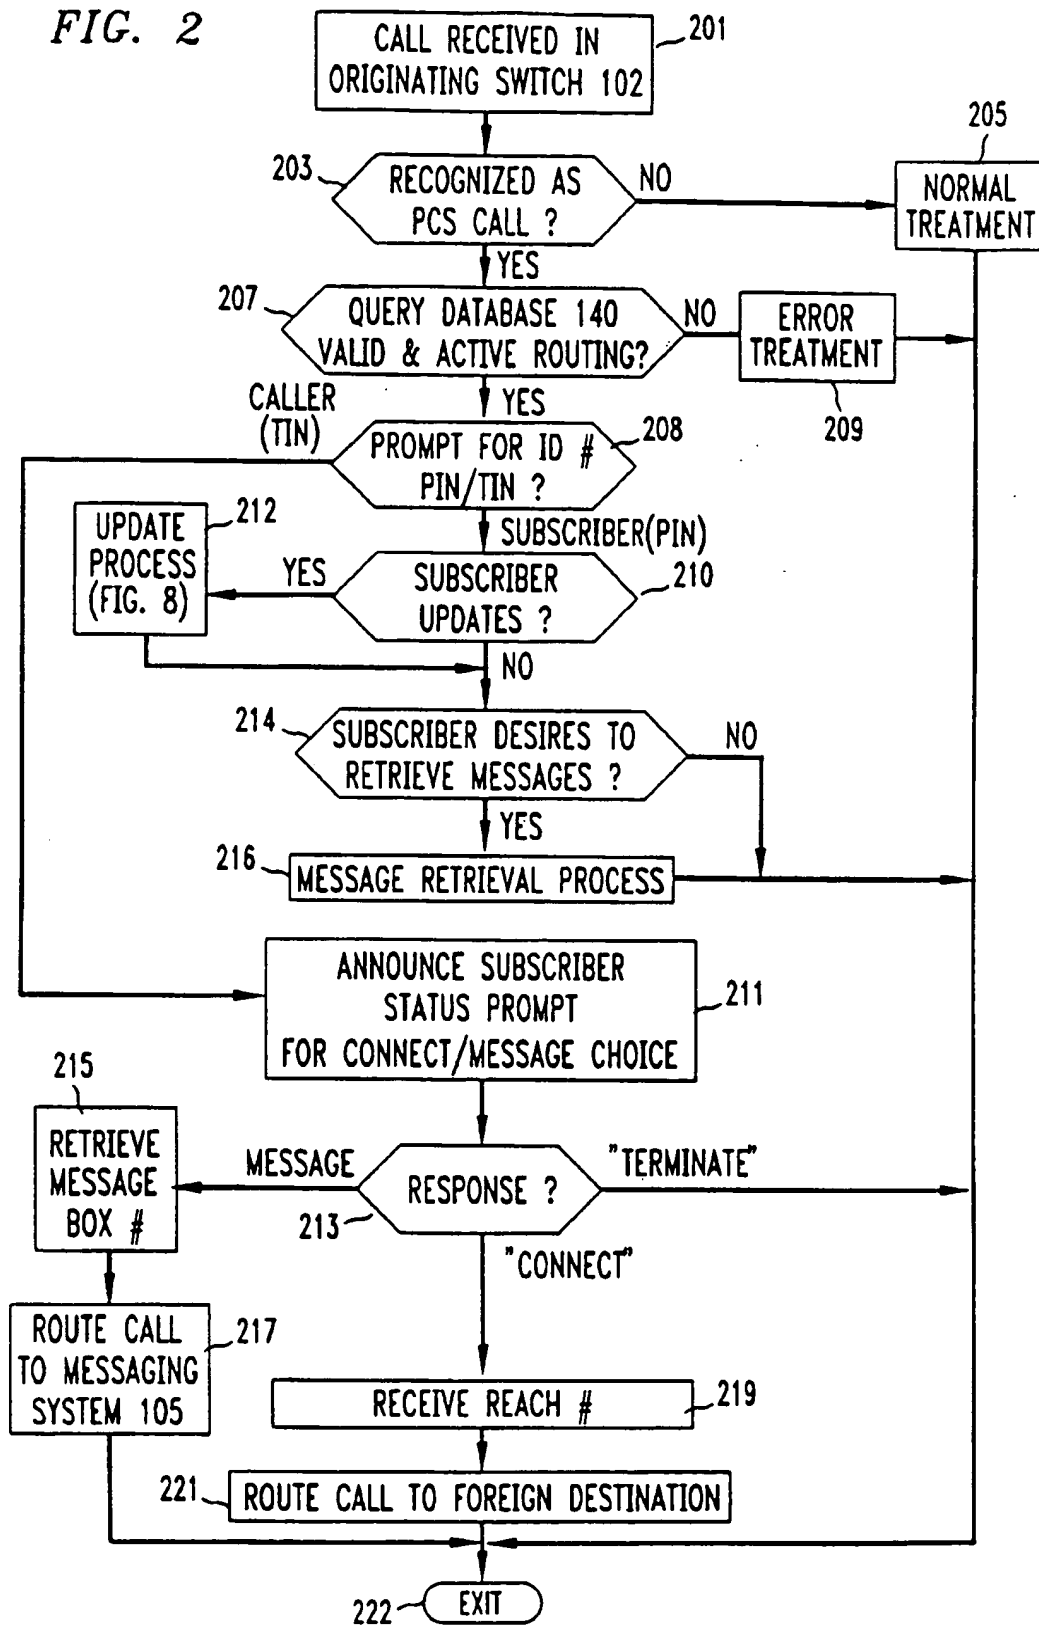 FIG. 2
CALL RECEIVED IN
ORIGINATING SWITCH 102
201
205
203
RECOGNIZED AS
PCS CALL ?
NO
NORMAL
TREATMENT
YES
207
QUERY DATABASE 140
VALID & ACTIVE ROUTING?
NO
ERROR
TREATMENT
209
YES
CALLER
(TIN)
PROMPT FOR ID #
PIN/TIN ?
208
SUBSCRIBER(PIN)
212
UPDATE
PROCESS
(FIG. 8)
YES
SUBSCRIBER
UPDATES ?
210
NO
214
SUBSCRIBER DESIRES TO
RETRIEVE MESSAGES ?
NO
YES
216
MESSAGE RETRIEVAL PROCESS
ANNOUNCE SUBSCRIBER
STATUS PROMPT
FOR CONNECT/MESSAGE CHOICE
211
215
RETRIEVE
MESSAGE
BOX #
MESSAGE
RESPONSE ?
213
"TERMINATE"
"CONNECT"
ROUTE CALL
TO MESSAGING
SYSTEM 105
217
RECEIVE REACH #
219
221
ROUTE CALL TO FOREIGN DESTINATION
222
EXIT